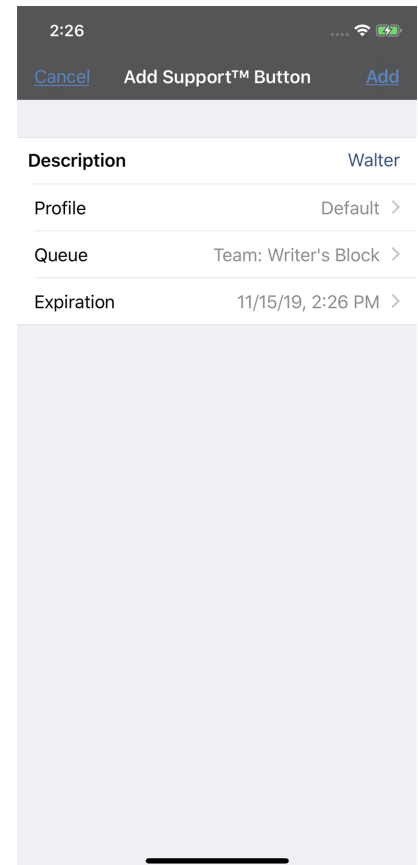 2:26
Cancel Add Support™ Button Add
Description Walter
Profile Default
Queue Team: Writer's Block
Expiration 11/15/19, 2:26 PM